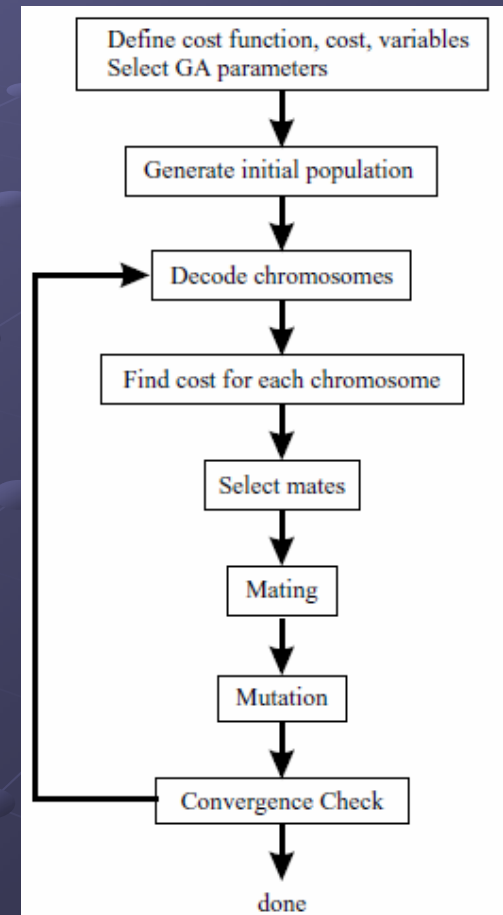 Define cost function, cost, variables
Select GA parameters
Generate initial population
Decode chromosomes
Find cost for each chromosome
Select mates
Mating
Mutation
Convergence Check
done